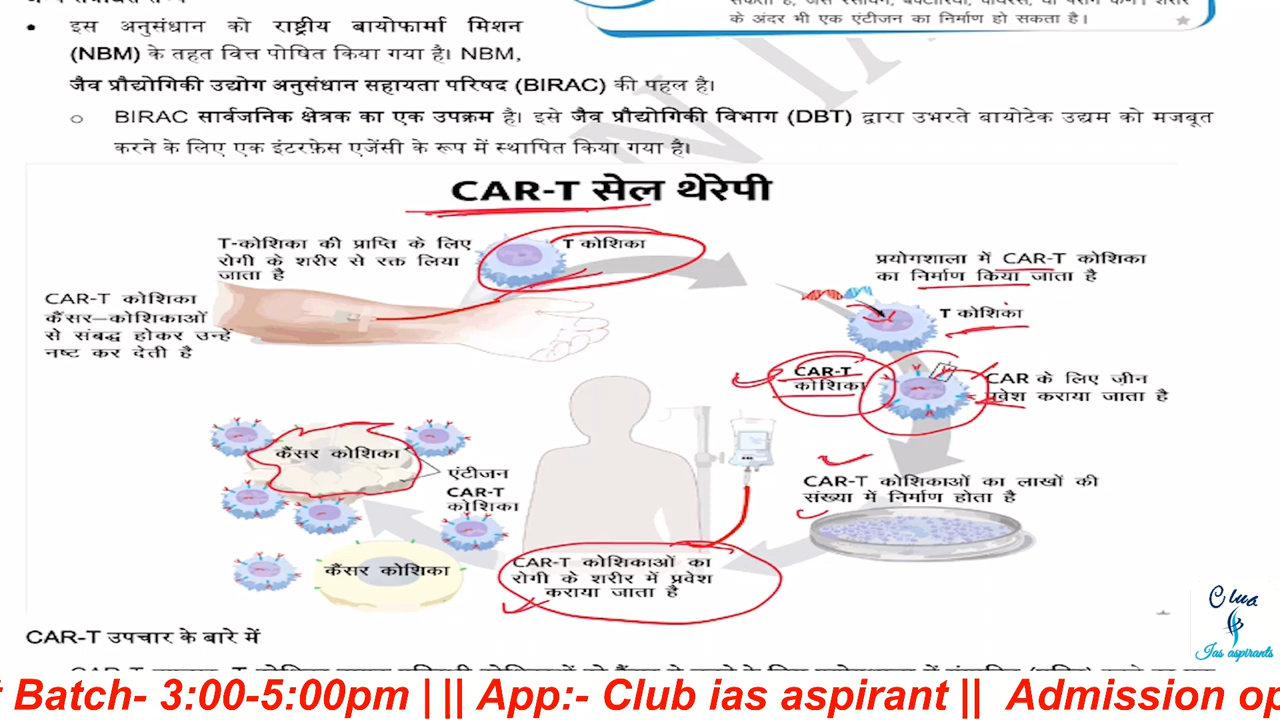 के अंदर भी एक एंटीजन का निर्माण हो सकता है।
• इस अनुसंधान को राष्ट्रीय बायोफार्मा मिशन
(NBM) के तहत वित्त पोषित किया गया है। NBM,
जैव प्रौद्योगिकी उद्योग अनुसंधान सहायता परिषद (BIRAC) की पहल है।
o BIRAC सार्वजनिक क्षेत्रक का एक उपक्रम है। इसे जैव प्रौद्योगिकी विभाग (DBT) द्वारा उभरते बायोटेक उद्यम को मजबूत
करने के लिए एक इंटरफ़ेस एजेंसी के रूप में स्थापित किया गया है।
CAR-T सेल थेरेपी
T-कोशिका की प्राप्ति के लिए
रोगी के शरीर से रक्त लिया
जाता है
T कोशिका
प्रयोगशाला में CAR-T कोशिका
का निर्माण किया जाता है
T कोशिका
CAR-T कोशिका
कैंसर–कोशिकाओं
से संबद्ध होकर उन्हें
नष्ट कर देती है
CAR-T
कोशिका
CAR के लिए जीन
प्रवेश कराया जाता है
कैंसर कोशिका
एंटीजन
CAR-T
कोशिका
CAR-T कोशिकाओं का लाखों की
संख्या में निर्माण होता है
कैंसर कोशिका
CAR-T कोशिकाओं का
रोगी के शरीर में प्रवेश
कराया जाता है
Club
Ias aspirants
CAR-T उपचार के बारे में
Batch- 3:00-5:00pm | || App:- Club ias aspirant || Admission op